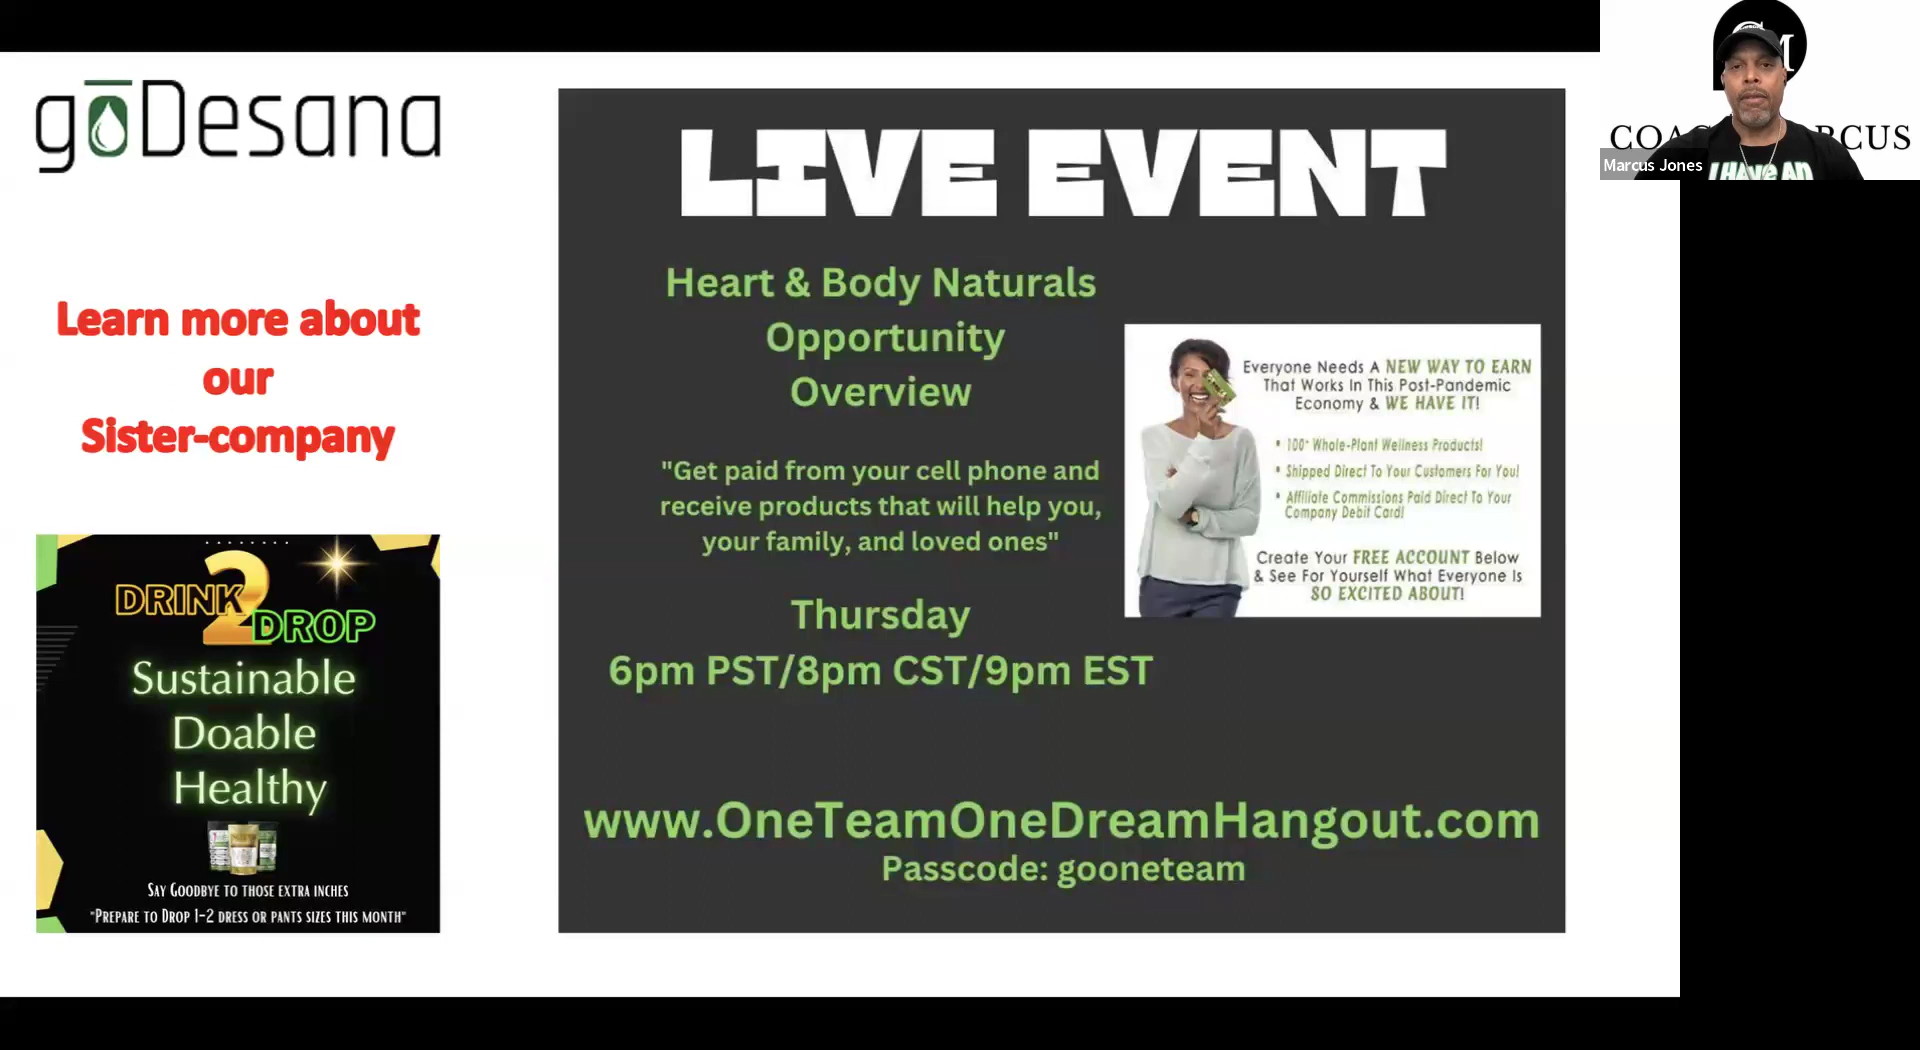 gōDesana
Learn more about
our
Sister-company
DRINK 2 DROP
Sustainable
Doable
Healthy
SAY GOODBYE TO THOSE EXTRA INCHES
"PREPARE TO DROP 1-2 DRESS OR PANTS SIZES THIS MONTH"
LIVE EVENT
Heart & Body Naturals
Opportunity
Overview
"Get paid from your cell phone and
receive products that will help you,
your family, and loved ones"
Thursday
6pm PST/8pm CST/9pm EST
Everyone Needs A NEW WAY TO EARN
That Works In This Post-Pandemic
Economy & WE HAVE IT!
• 100% Whole-Plant Wellness Products!
• Shipped Direct To Your Customers For You!
• Affiliate Commissions Paid Direct To Your
Company Debit Card!
Create Your FREE ACCOUNT Below
& See For Yourself What Everyone Is
SO EXCITED ABOUT!
www.OneTeamOneDreamHangout.com
Passcode: gooneteam
Marcus Jones
I HAVE AN